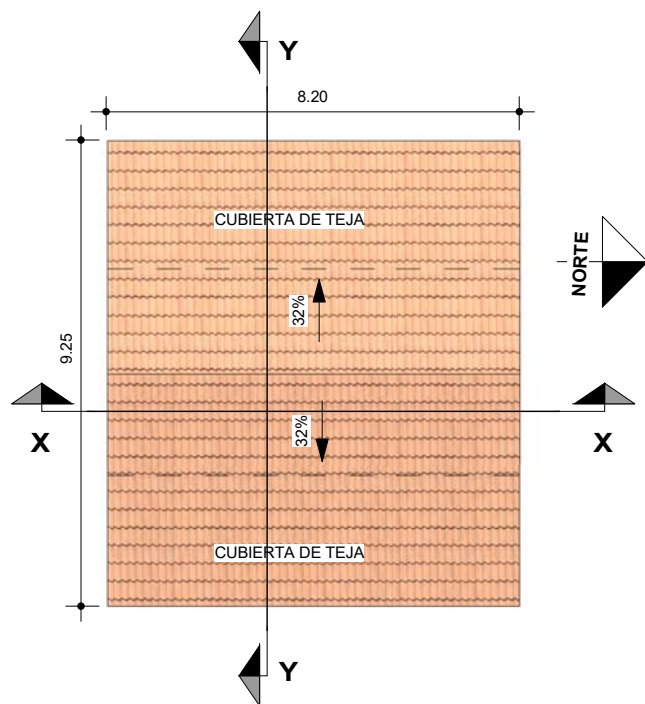 Y
8.20
CUBIERTA DE TEJA
NORTE
32%
9.25
X
X
32%
CUBIERTA DE TEJA
Y